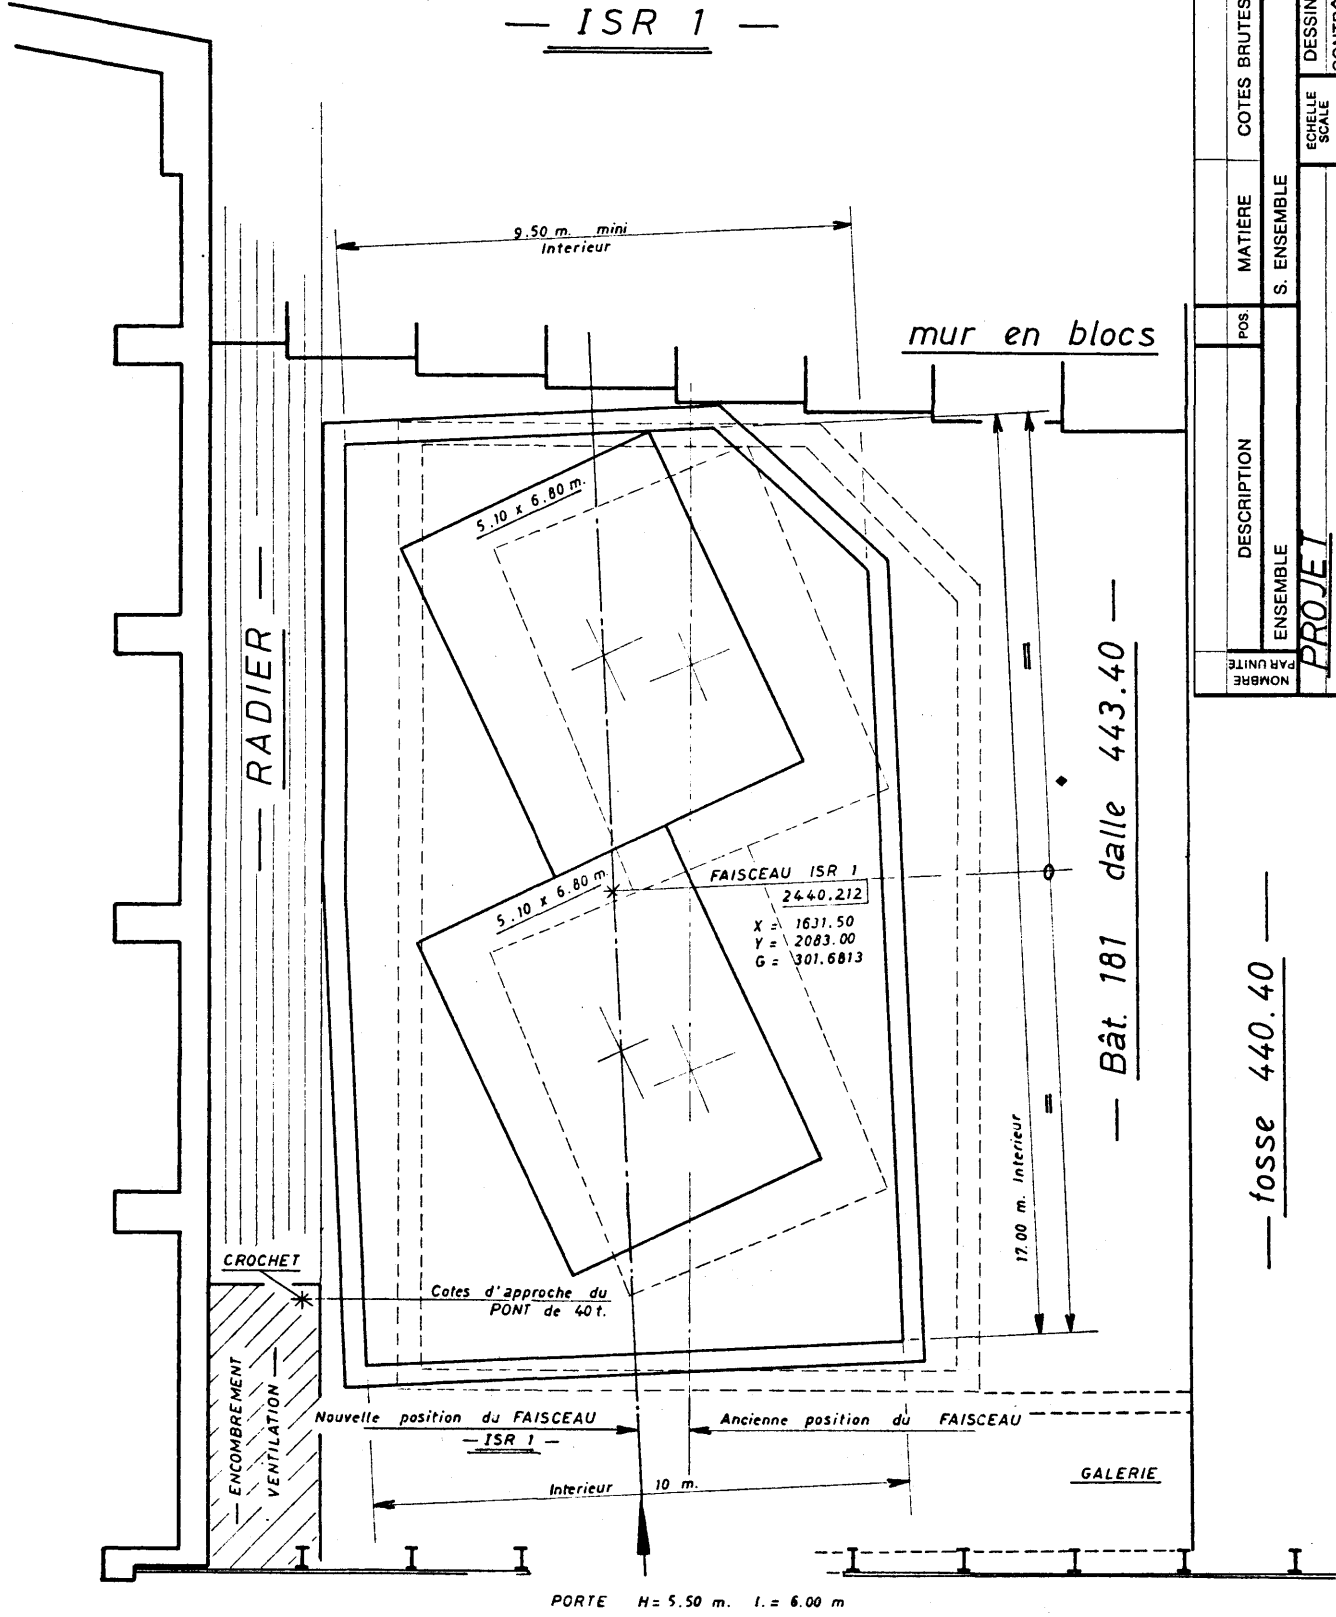 — ISR 1 —
9.50 m. mini
Interieur
mur en blocs
5.10 x 6.80 m.
— RADIER —
5.10 x 6.80 m.
FAISCEAU ISR 1
2440.212
X = 1631.50
Y = 2083.00
G = 301.6813
=
=
17.00 m. Interieur
— Bât. 181 dalle 443.40 —
— fosse 440.40 —
CROCHET
Cotes d'approche du
PONT de 40 t.
— ENCOMBREMENT
VENTILATION —
Nouvelle position du FAISCEAU
— ISR 1 —
Ancienne position du FAISCEAU
Interieur 10 m.
GALERIE
PORTE H= 5.50 m. l.= 6.00 m
NOMBRE
PAR UNITE
DESCRIPTION
POS.
MATIÈRE
COTES BRUTES
ENSEMBLE
S. ENSEMBLE
PROJET
ÉCHELLE
SCALE